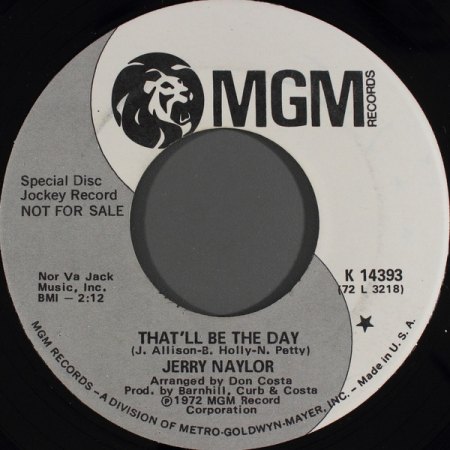 MGM
RECORDS
Special Disc
Jockey Record
NOT FOR SALE
Nor Va Jack
Music, Inc.
BMI – 2:12
K 14393
(72 L 3218)
THAT'LL BE THE DAY
(J. Allison-B. Holly-N. Petty)
JERRY NAYLOR
Arranged by Don Costa
Prod. by Barnhill, Curb & Costa
Ⓟ1972 MGM Record
Corporation
MGM RECORDS – A DIVISION OF METRO-GOLDWYN-MAYER, INC. – Made in U.S.A.